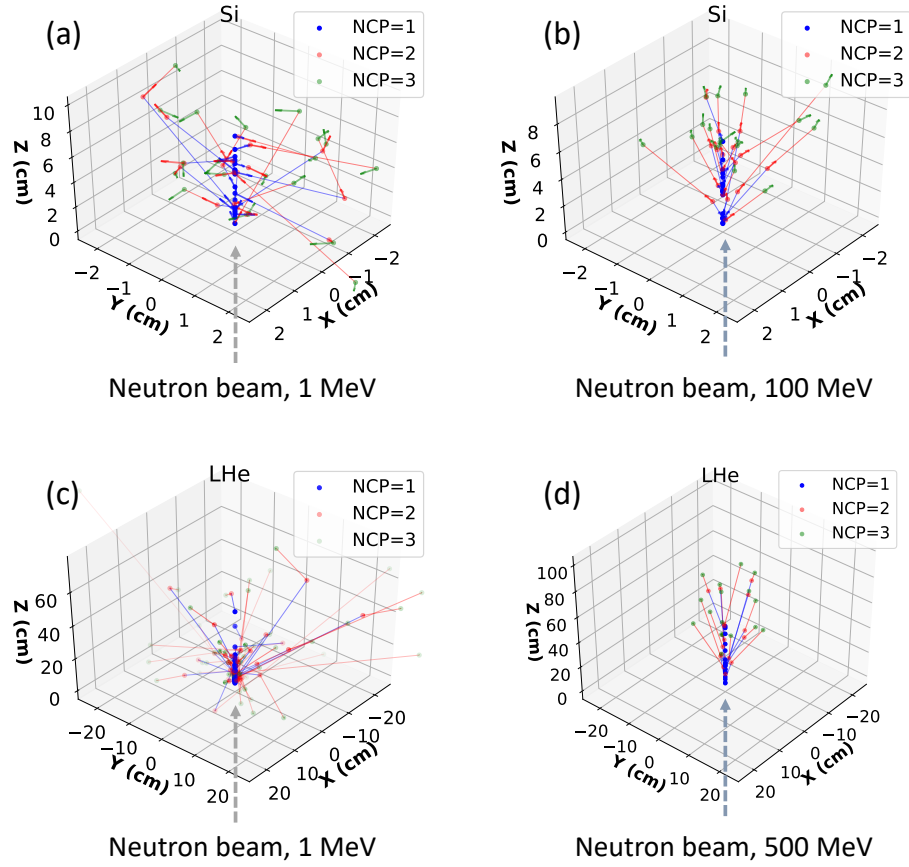 (a)
Si
NCP=1
NCP=2
NCP=3
10
8
6
4
2
0
Z (cm)
−2
−1
0
1
2
Y (cm)
2
1
0
−1
−2
X (cm)
Neutron beam, 1 MeV
(b)
Si
NCP=1
NCP=2
NCP=3
8
6
4
2
0
Z (cm)
−2
−1
0
1
2
Y (cm)
2
1
0
−1
−2
X (cm)
Neutron beam, 100 MeV
(c)
LHe
NCP=1
NCP=2
NCP=3
60
40
20
0
Z (cm)
−20
−10
0
10
20
Y (cm)
20
10
0
−10
−20
X (cm)
Neutron beam, 1 MeV
(d)
LHe
NCP=1
NCP=2
NCP=3
100
80
60
40
20
0
Z (cm)
−20
−10
0
10
20
Y (cm)
20
10
0
−10
−20
X (cm)
Neutron beam, 500 MeV